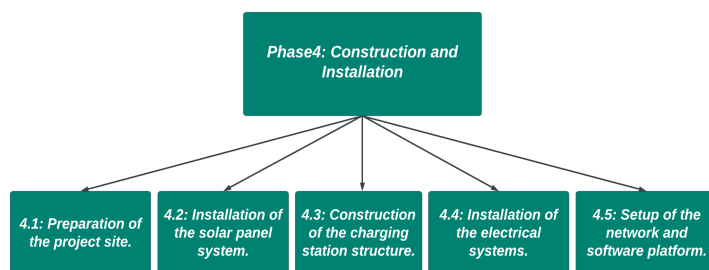 Phase4: Construction and
Installation
4.1: Preparation of
the project site.
4.2: Installation of
the solar panel
system.
4.3: Construction
of the charging
station structure.
4.4: Installation of
the electrical
systems.
4.5: Setup of the
network and
software platform.